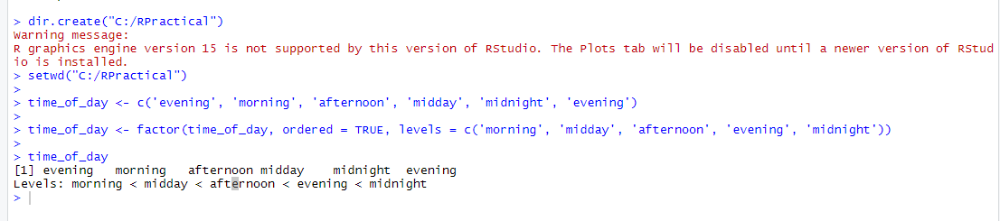 > dir.create("C:/RPractical")
Warning message:
R graphics engine version 15 is not supported by this version of RStudio. The Plots tab will be disabled until a newer version of RStud
io is installed.
> setwd("C:/RPractical")
>
> time_of_day <- c('evening', 'morning', 'afternoon', 'midday', 'midnight', 'evening')
>
> time_of_day <- factor(time_of_day, ordered = TRUE, levels = c('morning', 'midday', 'afternoon', 'evening', 'midnight'))
>
> time_of_day
[1] evening   morning   afternoon midday    midnight  evening
Levels: morning < midday < afternoon < evening < midnight
>